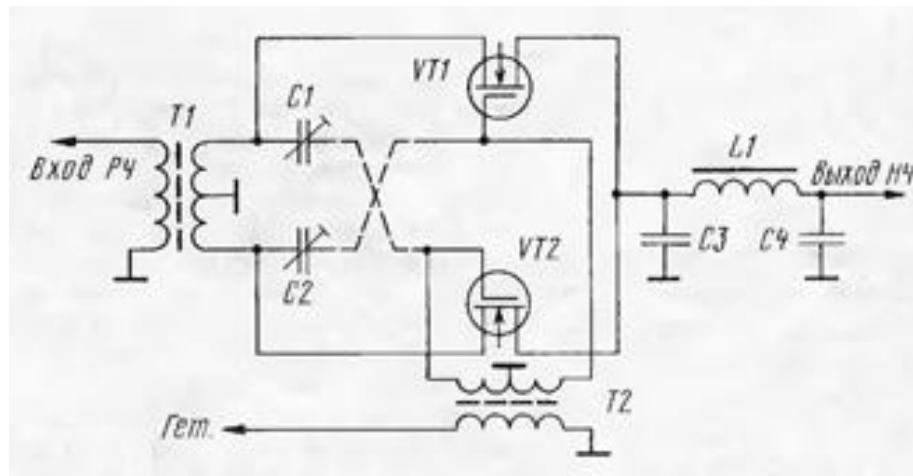 VT1
C1
T1
Вход РЧ
L1
Выход НЧ
C3
C4
VT2
C2
T2
Гет.